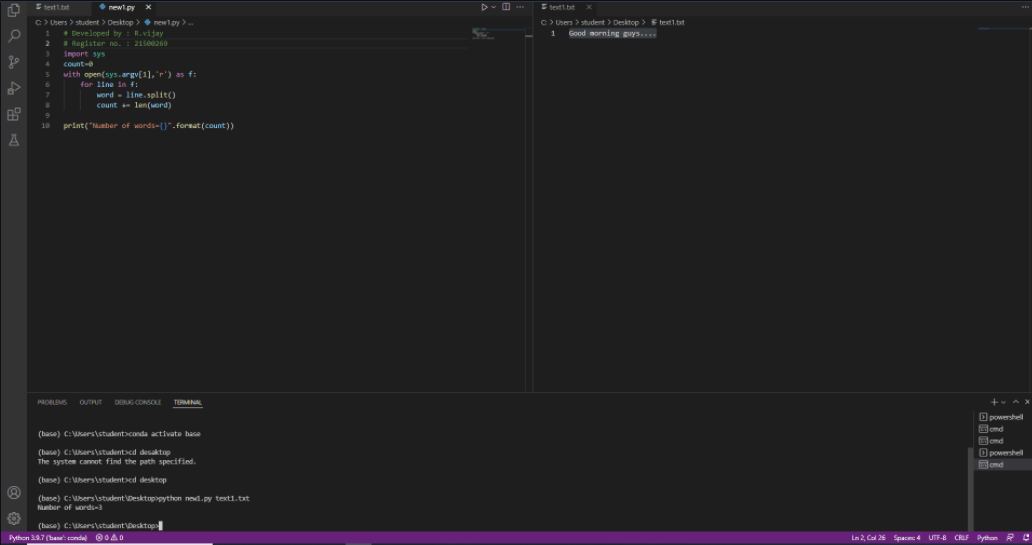 text1.txt
new1.py
C: > Users > student > Desktop > new1.py > ...
1 # Developed by : R.vijay
2 # Register no. : 21500269
3 import sys
4 count=0
5 with open(sys.argv[1],'r') as f:
6 for line in f:
7 word = line.split()
8 count += len(word)
9
10 print("Number of words={}".format(count))
text1.txt
C: > Users > student > Desktop > text1.txt
1 Good morning guys....
PROBLEMS OUTPUT DEBUG CONSOLE TERMINAL
(base) C:\Users\student>conda activate base
(base) C:\Users\student>cd desaktop
The system cannot find the path specified.
(base) C:\Users\student>cd desktop
(base) C:\Users\student\Desktop>python new1.py text1.txt
Number of words=3
(base) C:\Users\student\Desktop>
powershell
cmd
cmd
powershell
cmd
Python 3.9.7 ('base': conda) 0 0 Ln 2, Col 26 Spaces: 4 UTF-8 CRLF Python